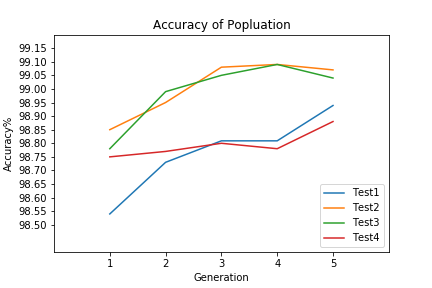 Accuracy of Popluation
Accuracy%
99.15
99.10
99.05
99.00
98.95
98.90
98.85
98.80
98.75
98.70
98.65
98.60
98.55
98.50
1 2 3 4 5
Generation
Test1
Test2
Test3
Test4